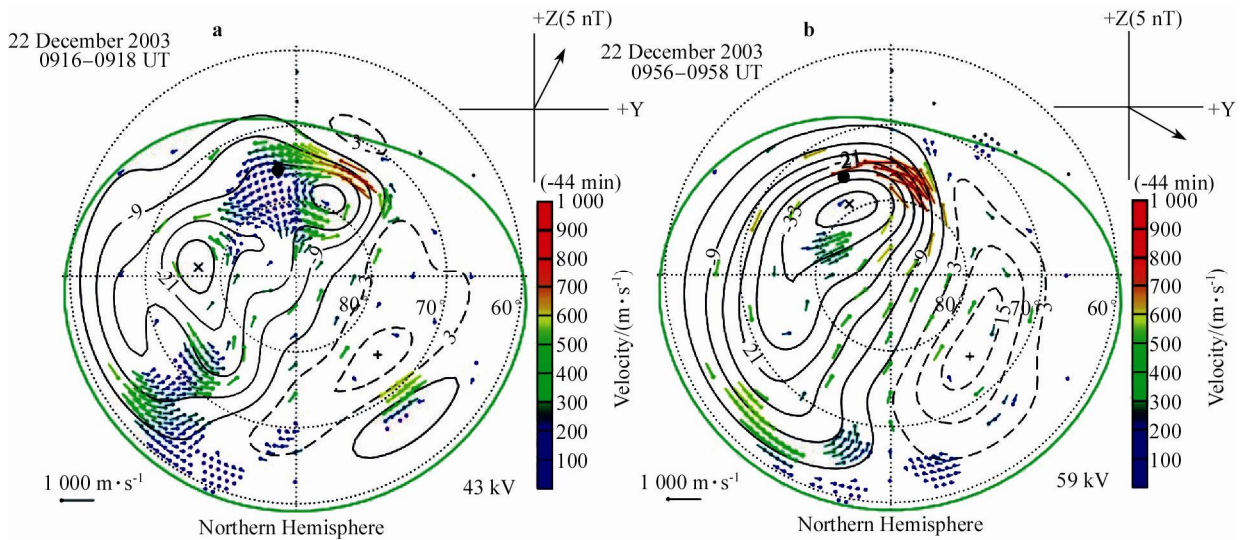 a
+Z(5 nT)
22 December 2003
0916–0918 UT
+Y
(-44 min)
1 000
900
800
700
600
500
400
300
200
100
Velocity/(m·s⁻¹)
-9
3
-21
-9
3
3
80°
70°
60°
1 000 m·s⁻¹
43 kV
Northern Hemisphere
b
+Z(5 nT)
22 December 2003
0956–0958 UT
+Y
(-44 min)
1 000
900
800
700
600
500
400
300
200
100
Velocity/(m·s⁻¹)
-21
-33
-9
-9
3
-21
15
3
80°
70°
60°
1 000 m·s⁻¹
59 kV
Northern Hemisphere